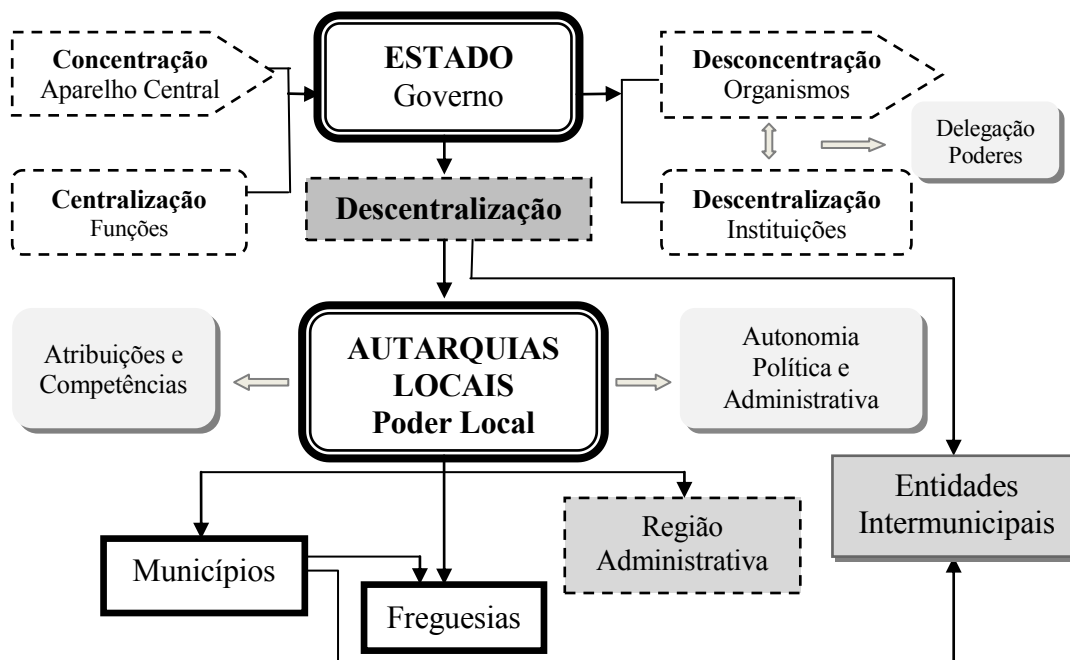 Concentração
Aparelho Central
ESTADO
Governo
Desconcentração
Organismos
Delegação
Poderes
Centralização
Funções
Descentralização
Descentralização
Instituições
Atribuições e
Competências
AUTARQUIAS
LOCAIS
Poder Local
Autonomia
Política e
Administrativa
Entidades
Intermunicipais
Região
Administrativa
Municípios
Freguesias